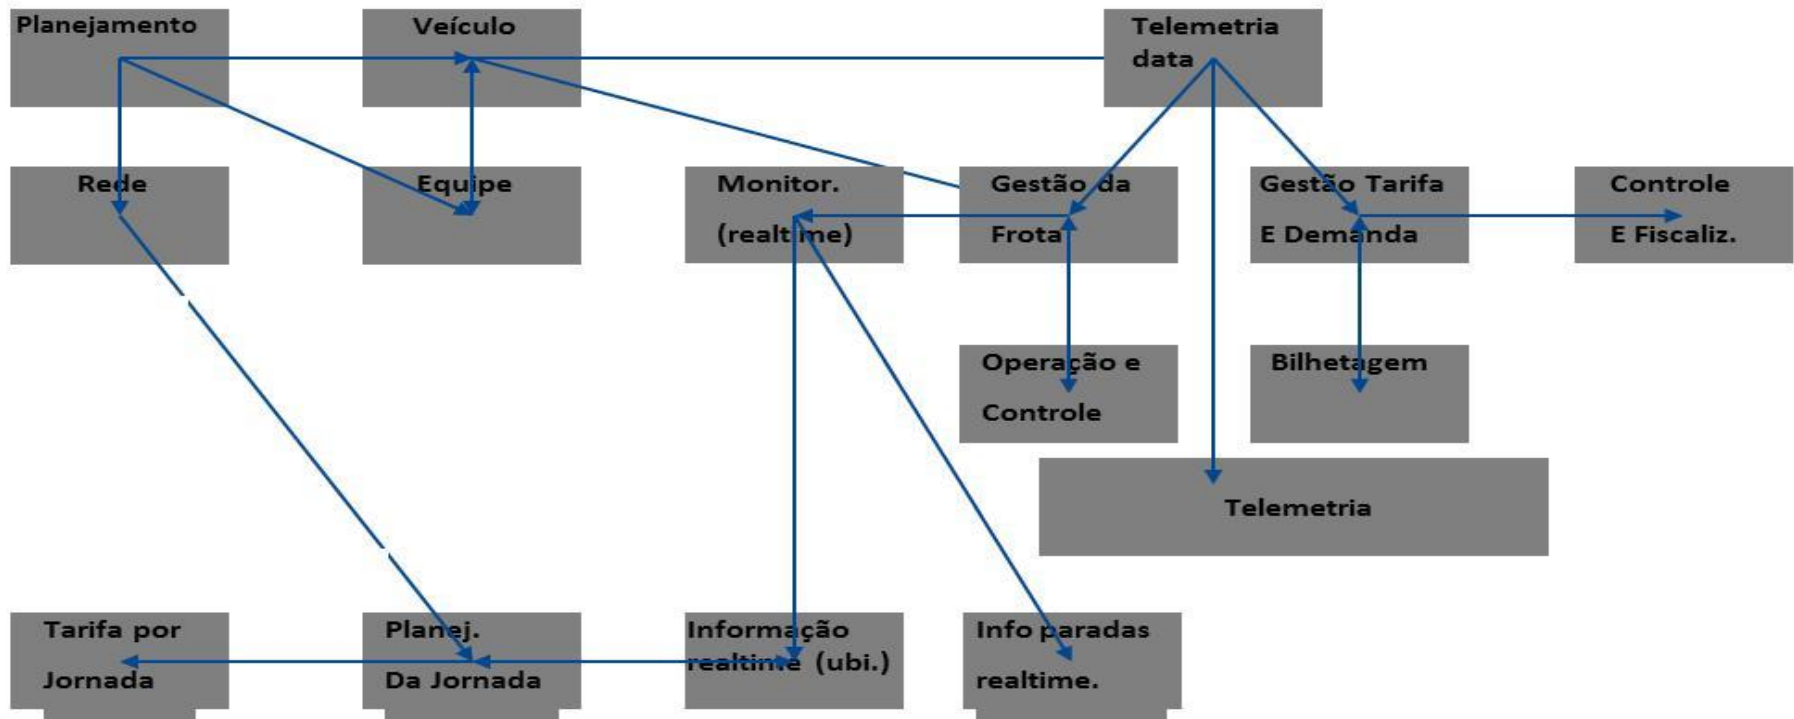 Planejamento
Veículo
Telemetria
data
Rede
Equipe
Monitor.
(realtime)
Gestão da
Frota
Gestão Tarifa
E Demanda
Controle
E Fiscaliz.
Operação e
Controle
Bilhetagem
Telemetria
Tarifa por
Jornada
Planej.
Da Jornada
Informação
realtime (ubi.)
Info paradas
realtime.